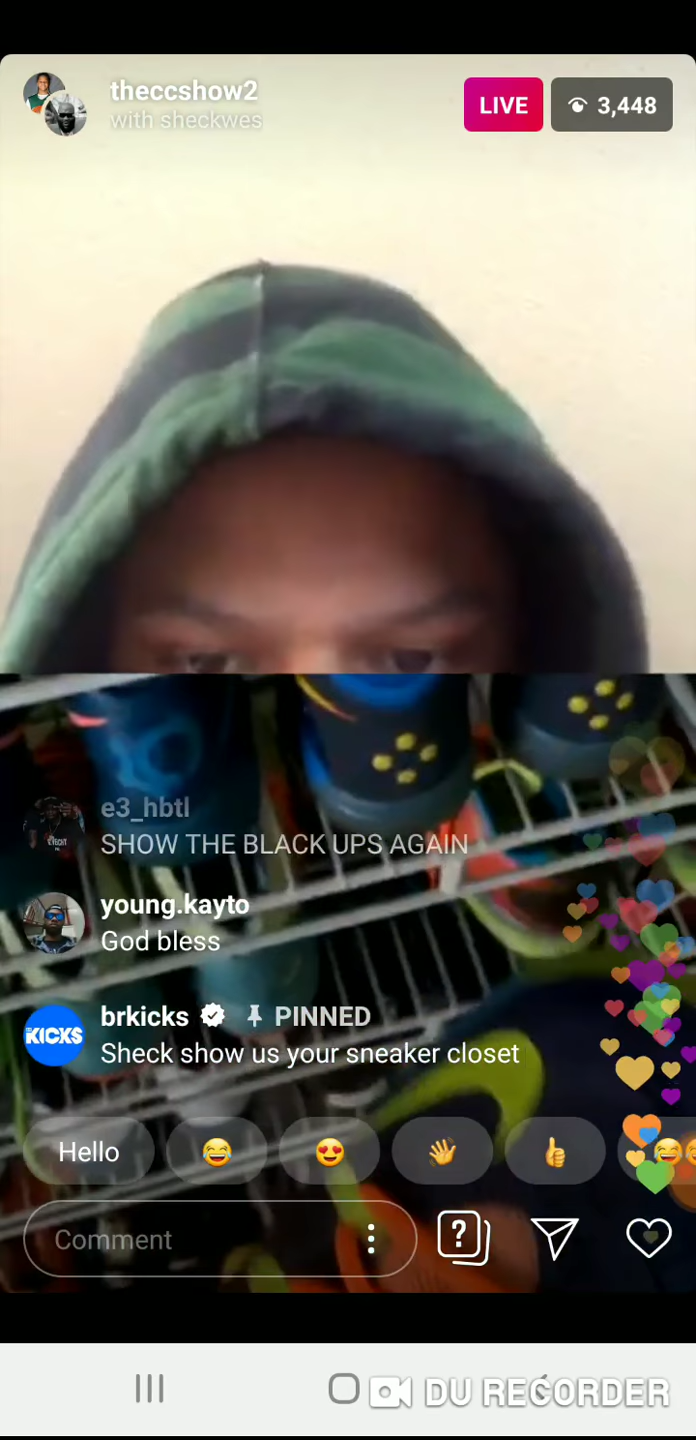 theccshow2
with sheckwes
LIVE
3,448
e3_hbtl
SHOW THE BLACK UPS AGAIN
young.kayto
God bless
KICKS
brkicks PINNED
Sheck show us your sneaker closet
Hello
Comment
?
DU RECORDER